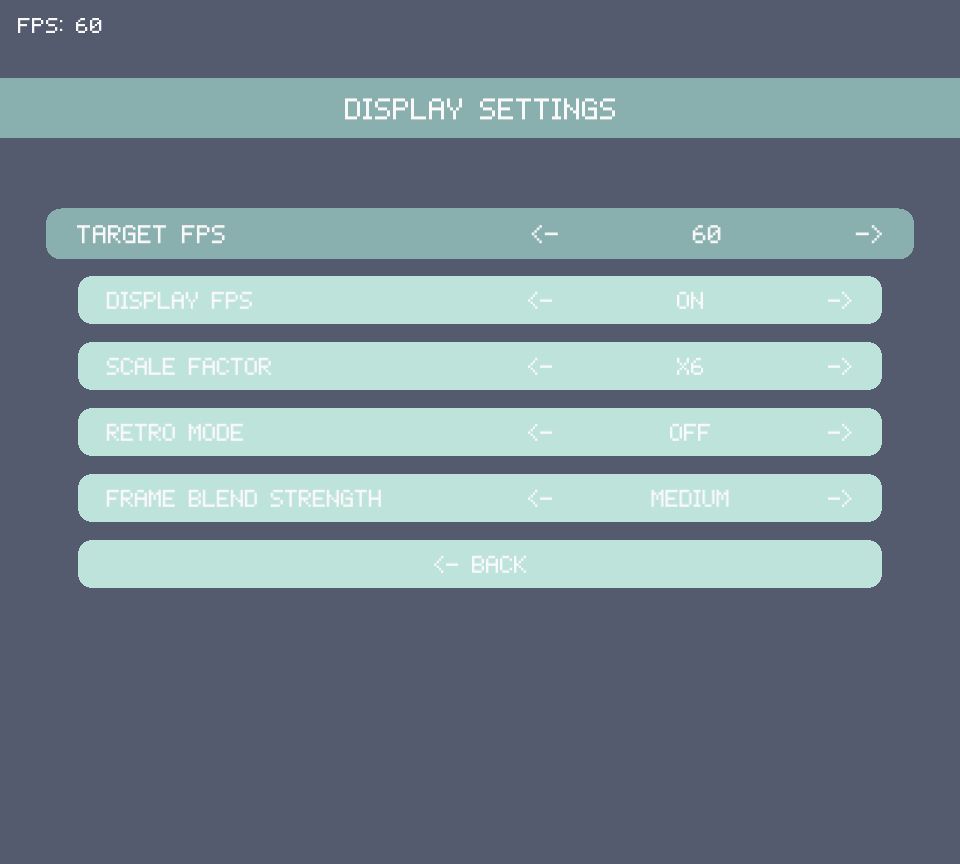 FPS: 60
DISPLAY SETTINGS
TARGET FPS <- 60 ->
DISPLAY FPS <- ON ->
SCALE FACTOR <- X6 ->
RETRO MODE <- OFF ->
FRAME BLEND STRENGTH <- MEDIUM ->
<- BACK